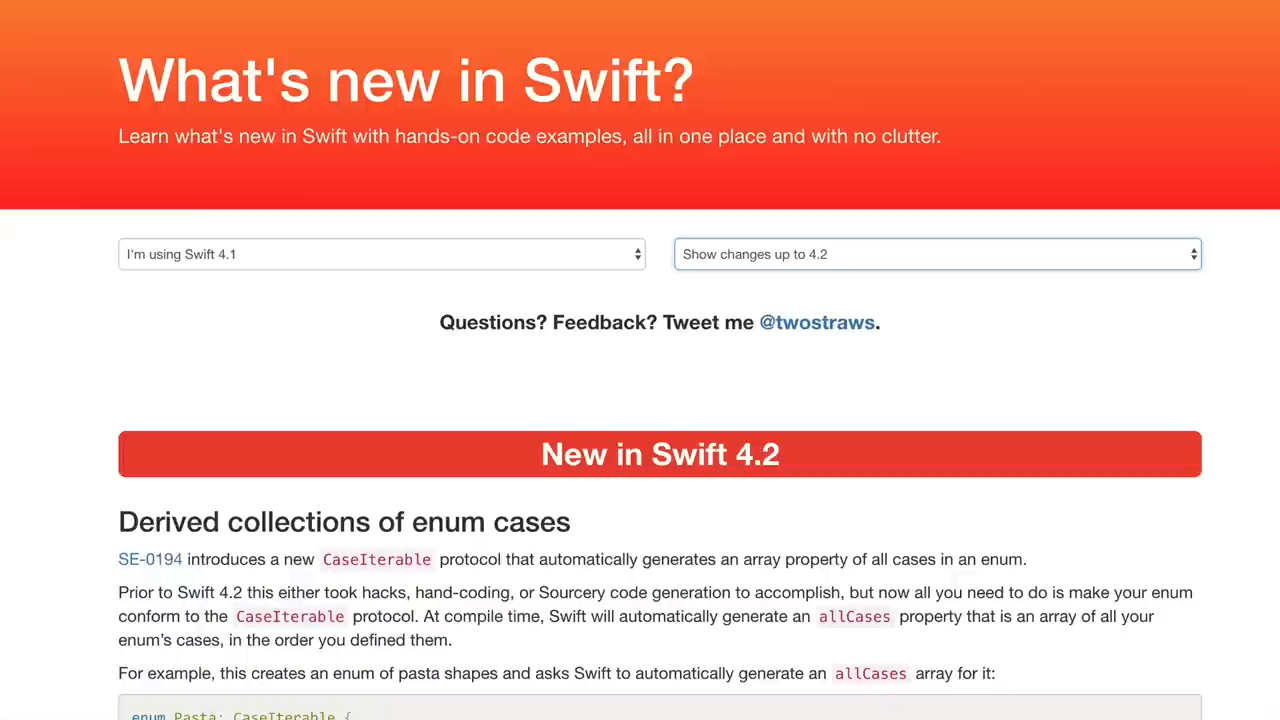 What's new in Swift?
Learn what's new in Swift with hands-on code examples, all in one place and with no clutter.
I'm using Swift 4.1
Show changes up to 4.2
Questions? Feedback? Tweet me @twostraws.
New in Swift 4.2
Derived collections of enum cases
SE-0194 introduces a new CaseIterable protocol that automatically generates an array property of all cases in an enum.
Prior to Swift 4.2 this either took hacks, hand-coding, or Sourcery code generation to accomplish, but now all you need to do is make your enum
conform to the CaseIterable protocol. At compile time, Swift will automatically generate an allCases property that is an array of all your
enum’s cases, in the order you defined them.
For example, this creates an enum of pasta shapes and asks Swift to automatically generate an allCases array for it:
enum Pasta: CaseIterable {